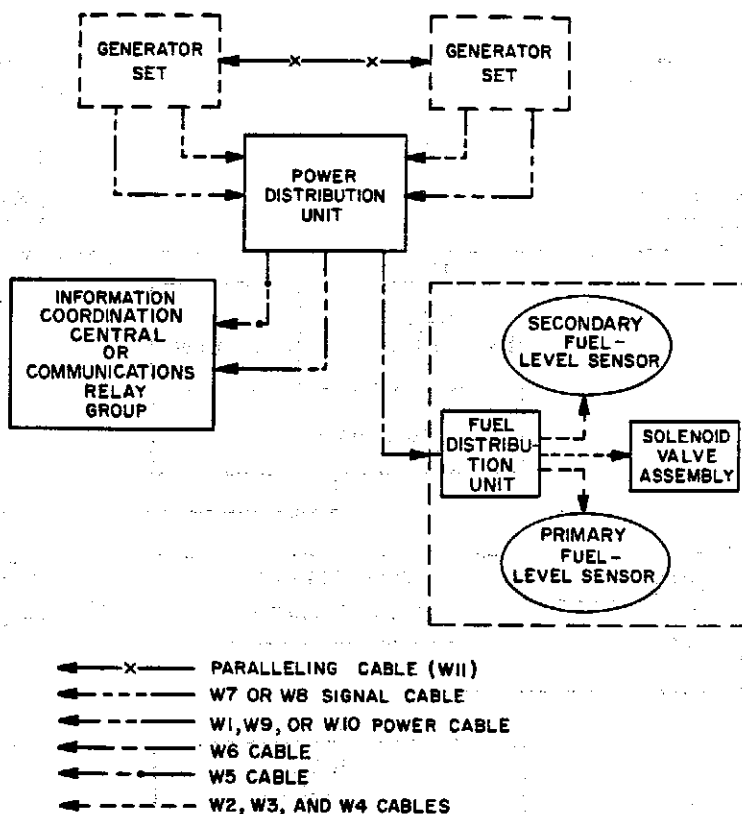 GENERATOR
SET
GENERATOR
SET
POWER
DISTRIBUTION
UNIT
INFORMATION
COORDINATION
CENTRAL
OR
COMMUNICATIONS
RELAY
GROUP
SECONDARY
FUEL-
LEVEL SENSOR
FUEL
DISTRIBU-
TION
UNIT
SOLENOID
VALVE
ASSEMBLY
PRIMARY
FUEL-
LEVEL SENSOR
PARALLELING CABLE (W11)
W7 OR W8 SIGNAL CABLE
W1, W9, OR W10 POWER CABLE
W6 CABLE
W5 CABLE
W2, W3, AND W4 CABLES